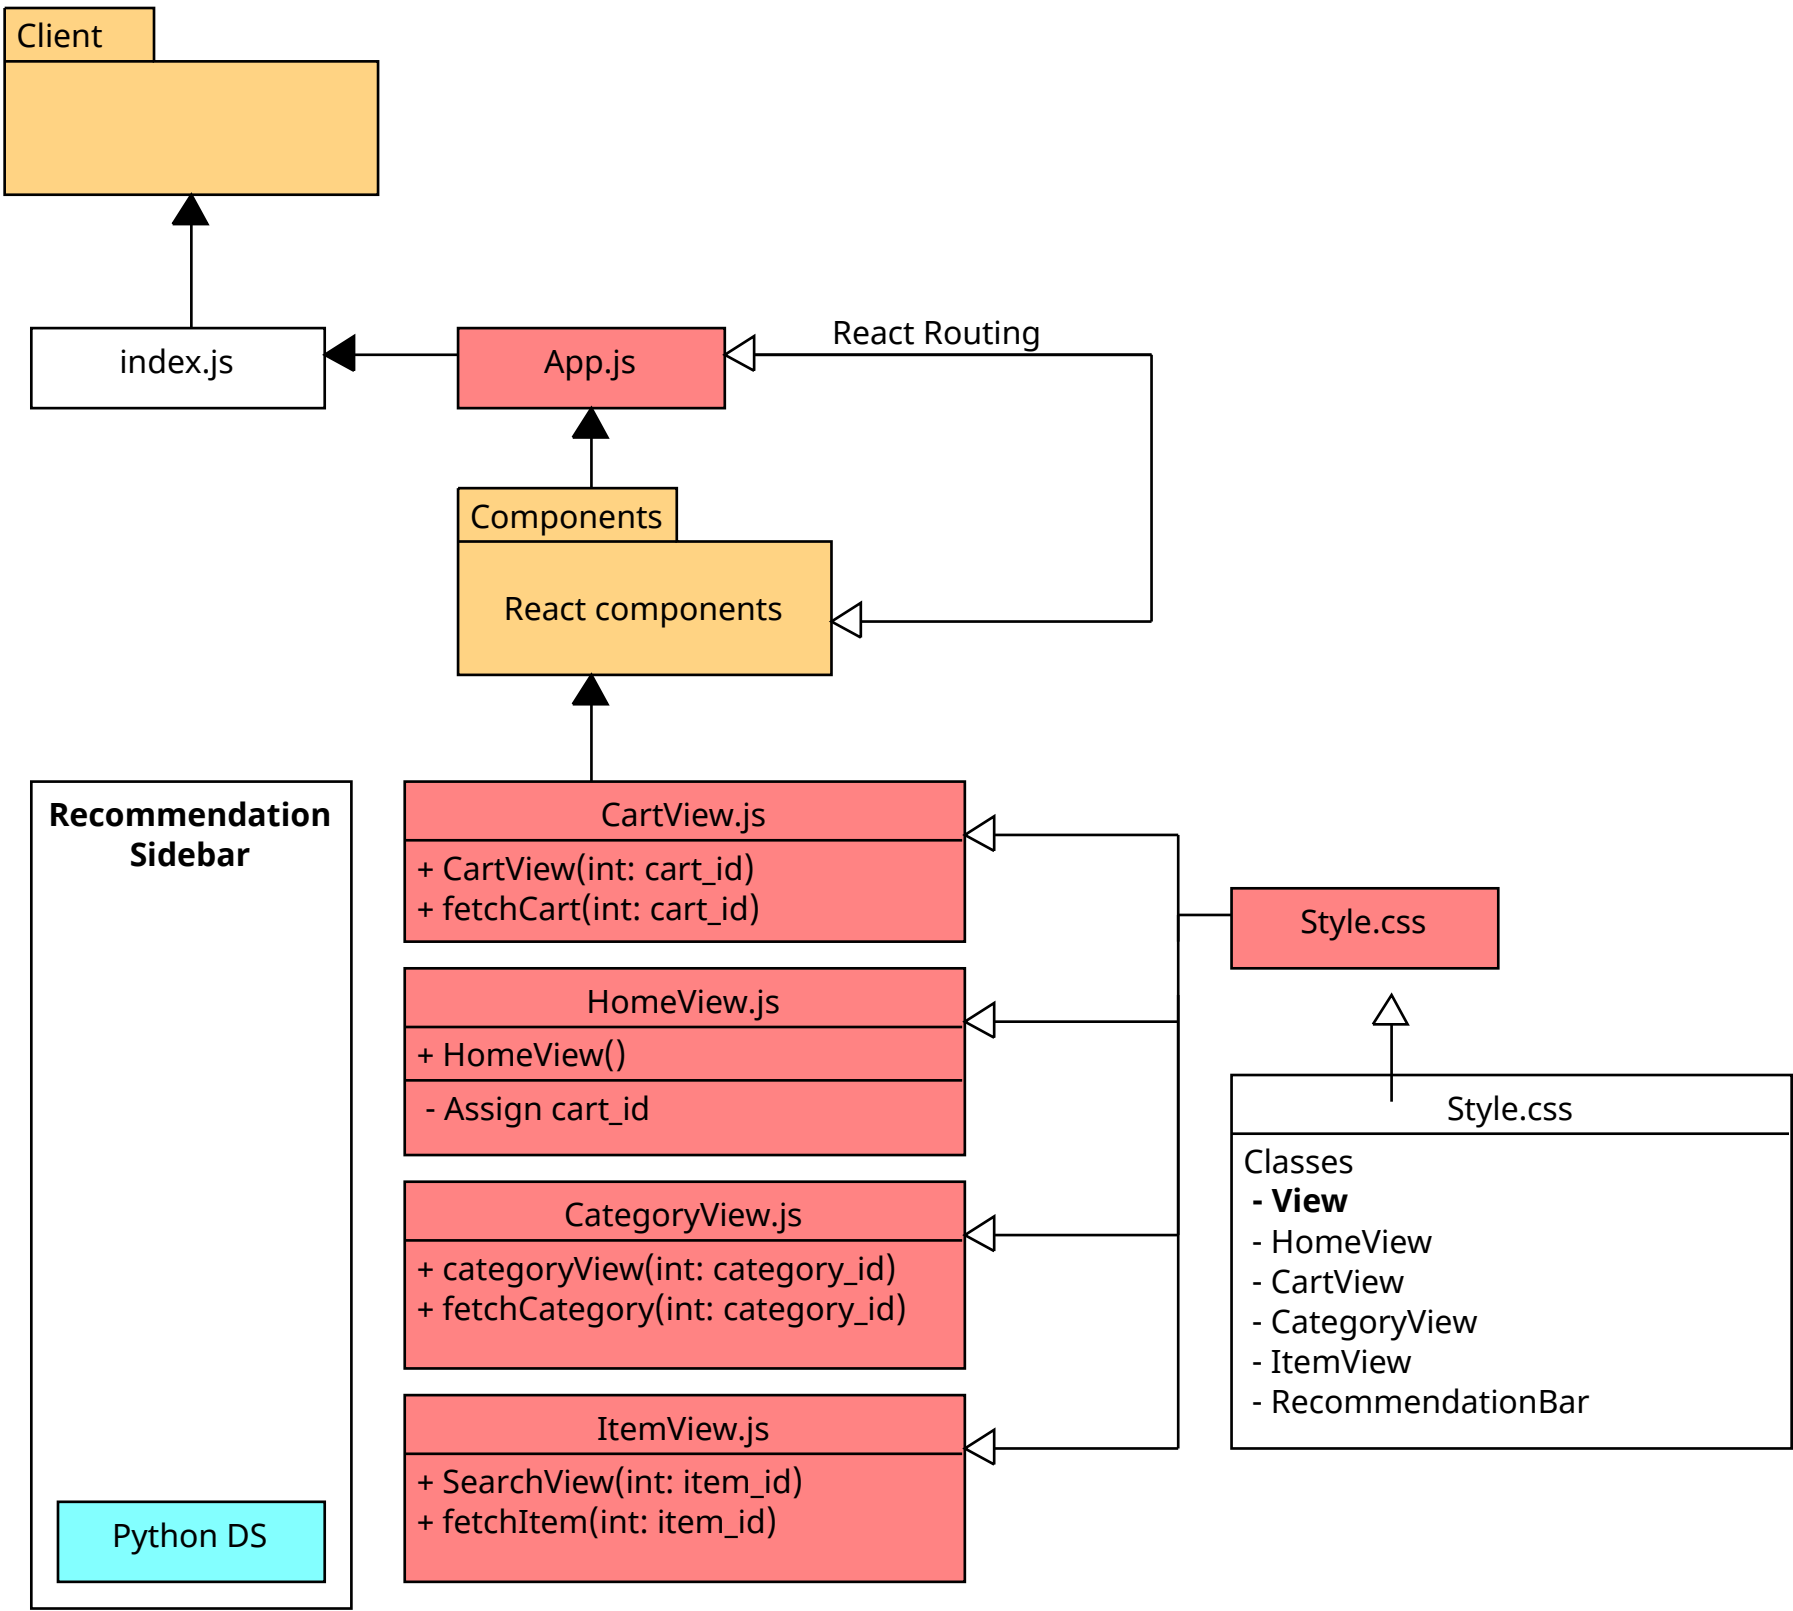 Client
index.js
App.js
React Routing
Components
React components
Recommendation
Sidebar
Python DS
CartView.js
+ CartView(int: cart_id)
+ fetchCart(int: cart_id)
HomeView.js
+ HomeView()
- Assign cart_id
CategoryView.js
+ categoryView(int: category_id)
+ fetchCategory(int: category_id)
ItemView.js
+ SearchView(int: item_id)
+ fetchItem(int: item_id)
Style.css
Style.css
Classes
- View
- HomeView
- CartView
- CategoryView
- ItemView
- RecommendationBar